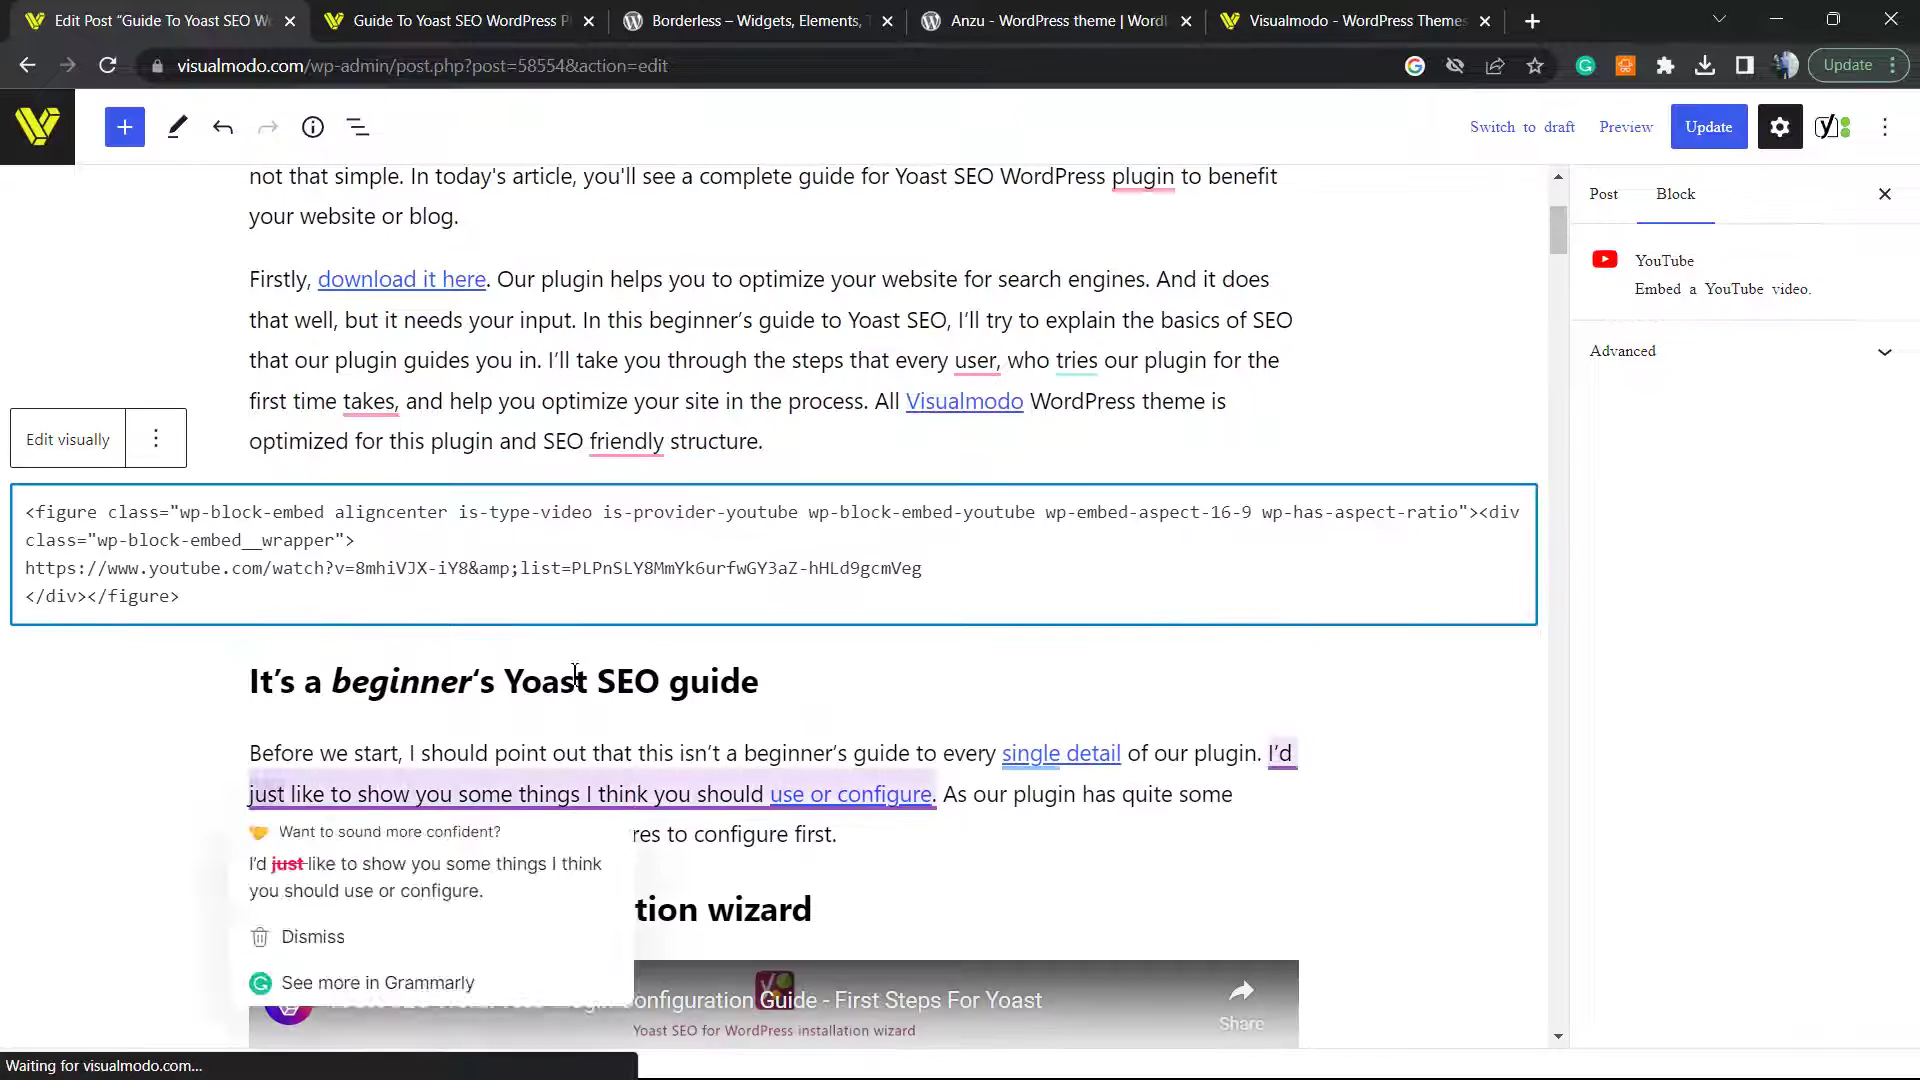 Edit Post “Guide To Yoast SEO W
Guide To Yoast SEO WordPress P
Borderless – Widgets, Elements,
Anzu - WordPress theme | Word
Visualmodo - WordPress Themes
visualmodo.com/wp-admin/post.php?post=58554&action=edit
Update
Switch to draft
Preview
Update
not that simple. In today's article, you'll see a complete guide for Yoast SEO WordPress plugin to benefit
your website or blog.
Post
Block
YouTube
Embed a YouTube video.
Advanced
Firstly, download it here. Our plugin helps you to optimize your website for search engines. And it does
that well, but it needs your input. In this beginner’s guide to Yoast SEO, I’ll try to explain the basics of SEO
that our plugin guides you in. I’ll take you through the steps that every user, who tries our plugin for the
first time takes, and help you optimize your site in the process. All Visualmodo WordPress theme is
optimized for this plugin and SEO friendly structure.
Edit visually
<figure class="wp-block-embed aligncenter is-type-video is-provider-youtube wp-block-embed-youtube wp-embed-aspect-16-9 wp-has-aspect-ratio"><div
class="wp-block-embed__wrapper">
https://www.youtube.com/watch?v=8mhiVJX-iY8&amp;list=PLPnSLY8MmYk6urfwGY3aZ-hHLd9gcmVeg
</div></figure>
It’s a beginner‘s Yoast SEO guide
Before we start, I should point out that this isn’t a beginner’s guide to every single detail of our plugin. I’d
just like to show you some things I think you should use or configure. As our plugin has quite some
res to configure first.
Want to sound more confident?
I’d just like to show you some things I think
you should use or configure.
Dismiss
See more in Grammarly
tion wizard
onfiguration Guide - First Steps For Yoast
Share
Yoast SEO for WordPress installation wizard
Waiting for visualmodo.com...